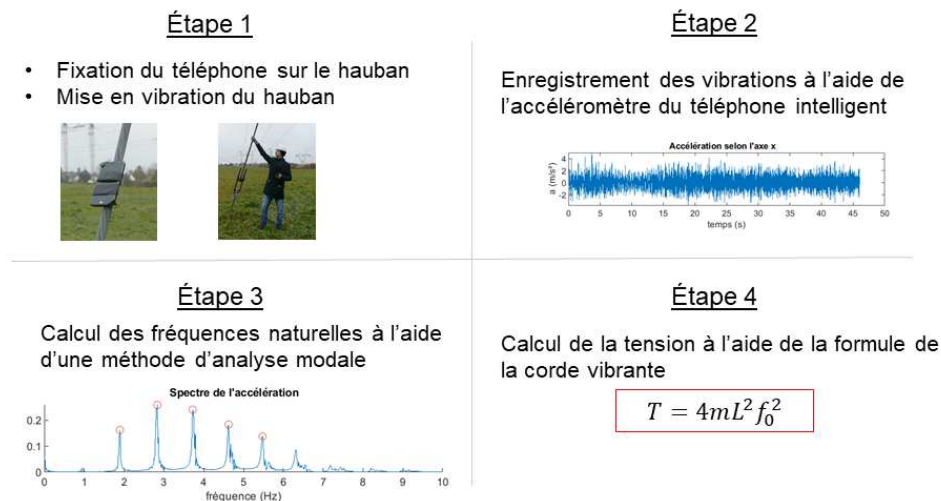 Étape 1
• Fixation du téléphone sur le hauban
• Mise en vibration du hauban
Étape 2
Enregistrement des vibrations à l'aide de
l'accéléromètre du téléphone intelligent
Accélération selon l'axe x
a (m/s²)
4
2
0
-2
0 5 10 15 20 25 30 35 40 45 50
temps (s)
Étape 3
Calcul des fréquences naturelles à l'aide
d'une méthode d'analyse modale
Spectre de l'accélération
0.2
0.1
0
0 1 2 3 4 5 6 7 8 9 10
fréquence (Hz)
Étape 4
Calcul de la tension à l'aide de la formule de
la corde vibrante
T = 4mL²f₀²